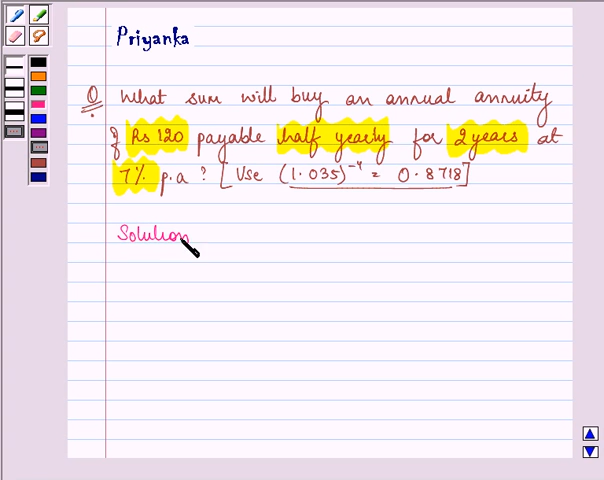 Priyanka
Q. What sum will buy an annual annuity
of Rs 120 payable half yearly for 2 years at
7% p.a ? [ Use (1.035)⁻⁴ = 0.8718 ]
Solution